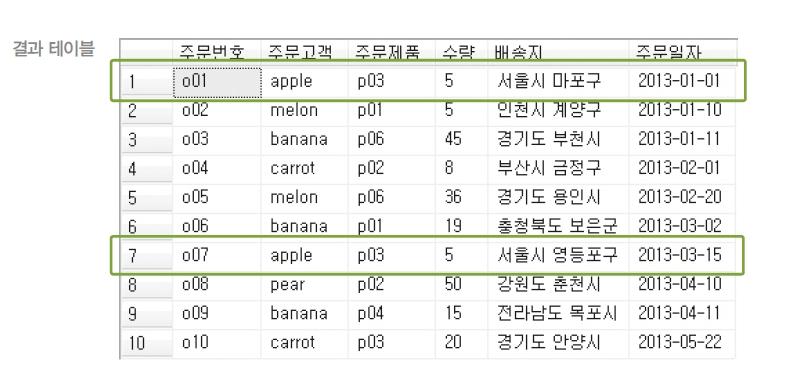 결과 테이블
주문번호 주문고객 주문제품 수량 배송지 주문일자
1 o01 apple p03 5 서울시 마포구 2013-01-01
2 o02 melon p01 5 인천시 계양구 2013-01-10
3 o03 banana p06 45 경기도 부천시 2013-01-11
4 o04 carrot p02 8 부산시 금정구 2013-02-01
5 o05 melon p06 36 경기도 용인시 2013-02-20
6 o06 banana p01 19 충청북도 보은군 2013-03-02
7 o07 apple p03 5 서울시 영등포구 2013-03-15
8 o08 pear p02 50 강원도 춘천시 2013-04-10
9 o09 banana p04 15 전라남도 목포시 2013-04-11
10 o10 carrot p03 20 경기도 안양시 2013-05-22